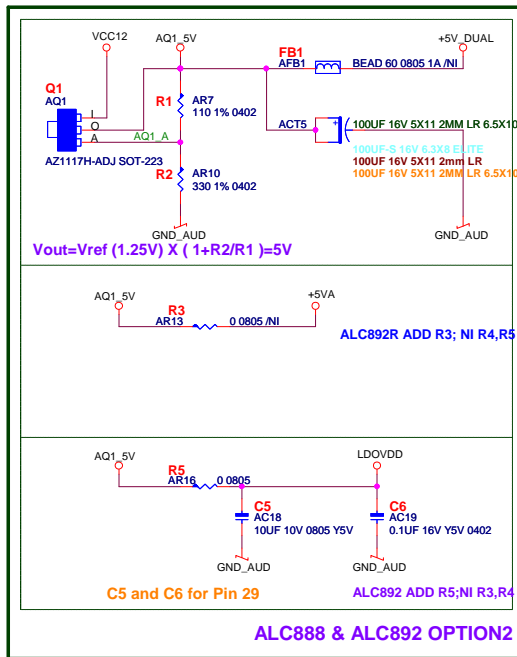 VCC12
AQ1_5V
+5V_DUAL
FB1
AFB1
BEAD 60 0805 1A /NI
Q1
AQ1
I
O
A
AQ1_A
AZ1117H-ADJ SOT-223
R1
AR7
110 1% 0402
R2
AR10
330 1% 0402
ACT5
+
100UF 16V 5X11 2MM LR 6.5X10
100UF-S 16V 6.3X8 ELITE
100UF 16V 5X11 2mm LR
100UF 16V 5X11 2MM LR 6.5X10
GND_AUD
GND_AUD
Vout=Vref (1.25V) X ( 1+R2/R1 )=5V
AQ1_5V
+5VA
R3
AR13
0 0805 /NI
ALC892R ADD R3; NI R4,R5
AQ1_5V
LDOVDD
R5
AR16
0 0805
C5
AC18
10UF 10V 0805 Y5V
C6
AC19
0.1UF 16V Y5V 0402
GND_AUD
GND_AUD
C5 and C6 for Pin 29
ALC892 ADD R5;NI R3,R4
ALC888 & ALC892 OPTION2